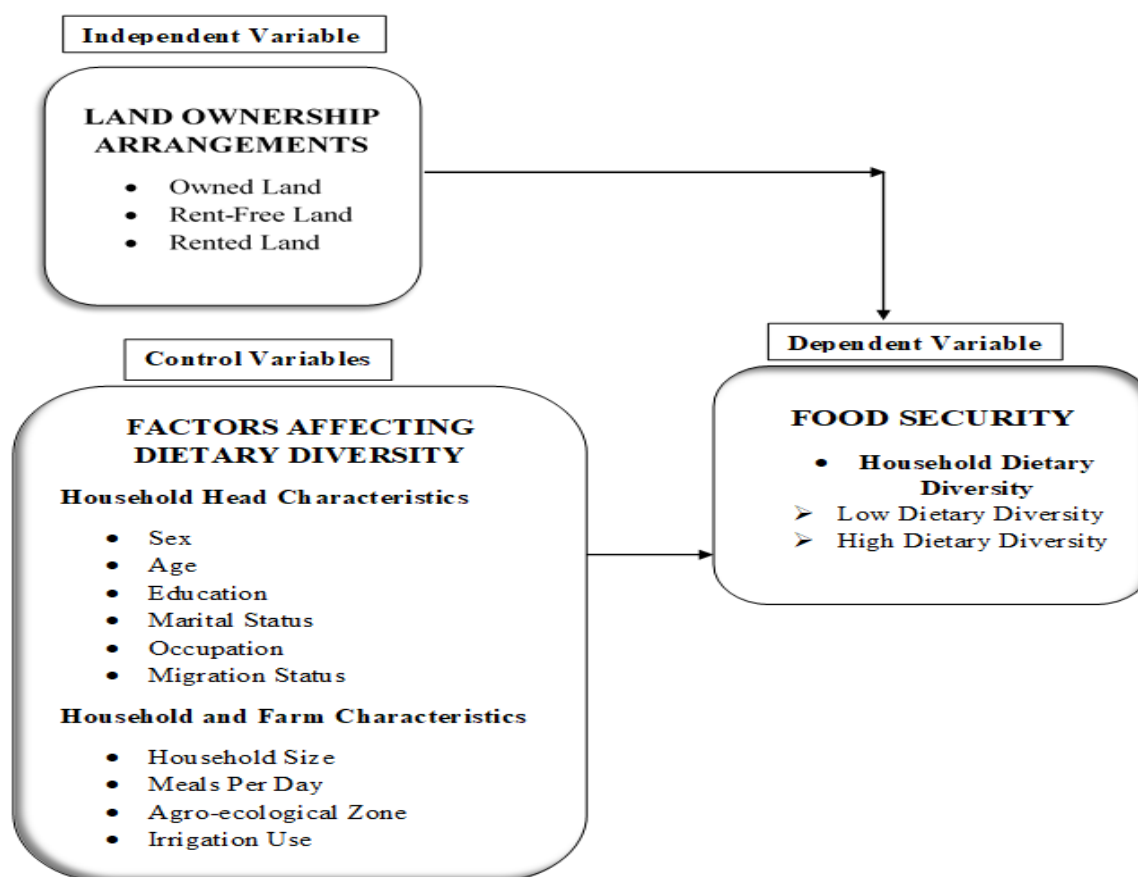 Independent Variable
LAND OWNERSHIP
ARRANGEMENTS
• Owned Land
• Rent-Free Land
• Rented Land
Control Variables
FACTORS AFFECTING
DIETARY DIVERSITY
Household Head Characteristics
• Sex
• Age
• Education
• Marital Status
• Occupation
• Migration Status
Household and Farm Characteristics
• Household Size
• Meals Per Day
• Agro-ecological Zone
• Irrigation Use
Dependent Variable
FOOD SECURITY
• Household Dietary
Diversity
➢ Low Dietary Diversity
➢ High Dietary Diversity